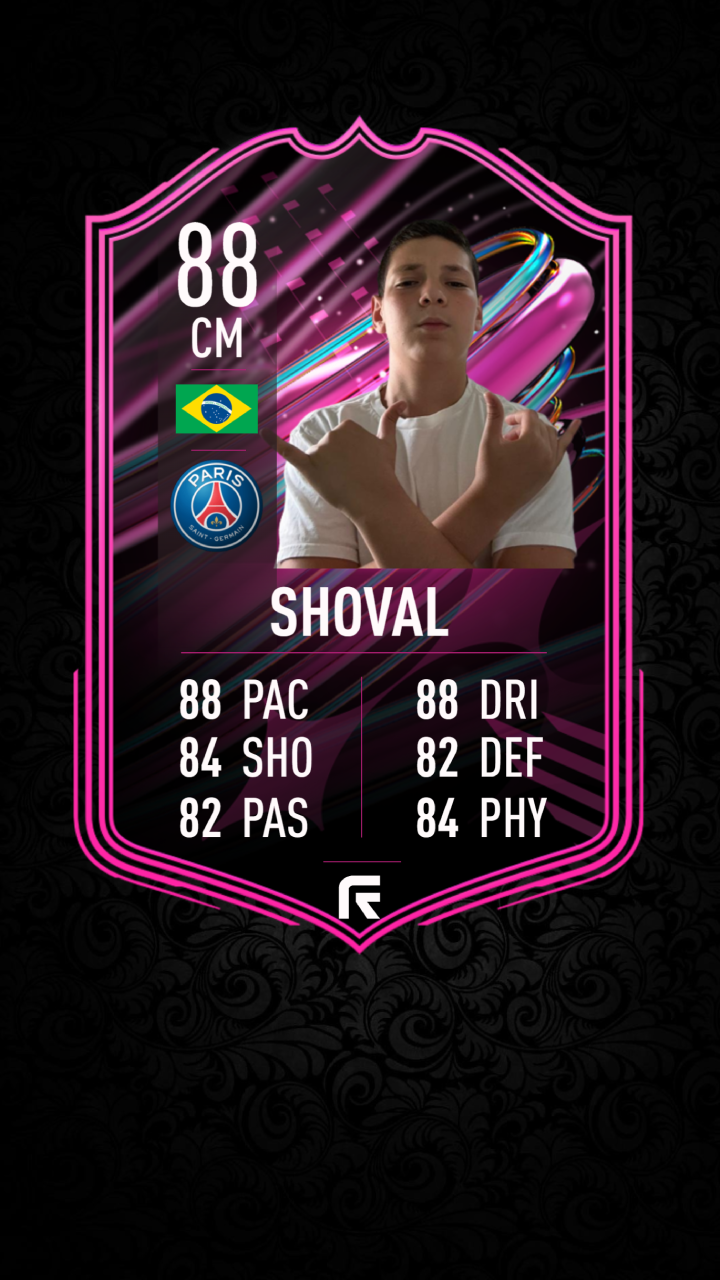 88
CM
PARIS
SAINT-GERMAIN
SHOVAL
88 PAC 88 DRI
84 SHO 82 DEF
82 PAS 84 PHY